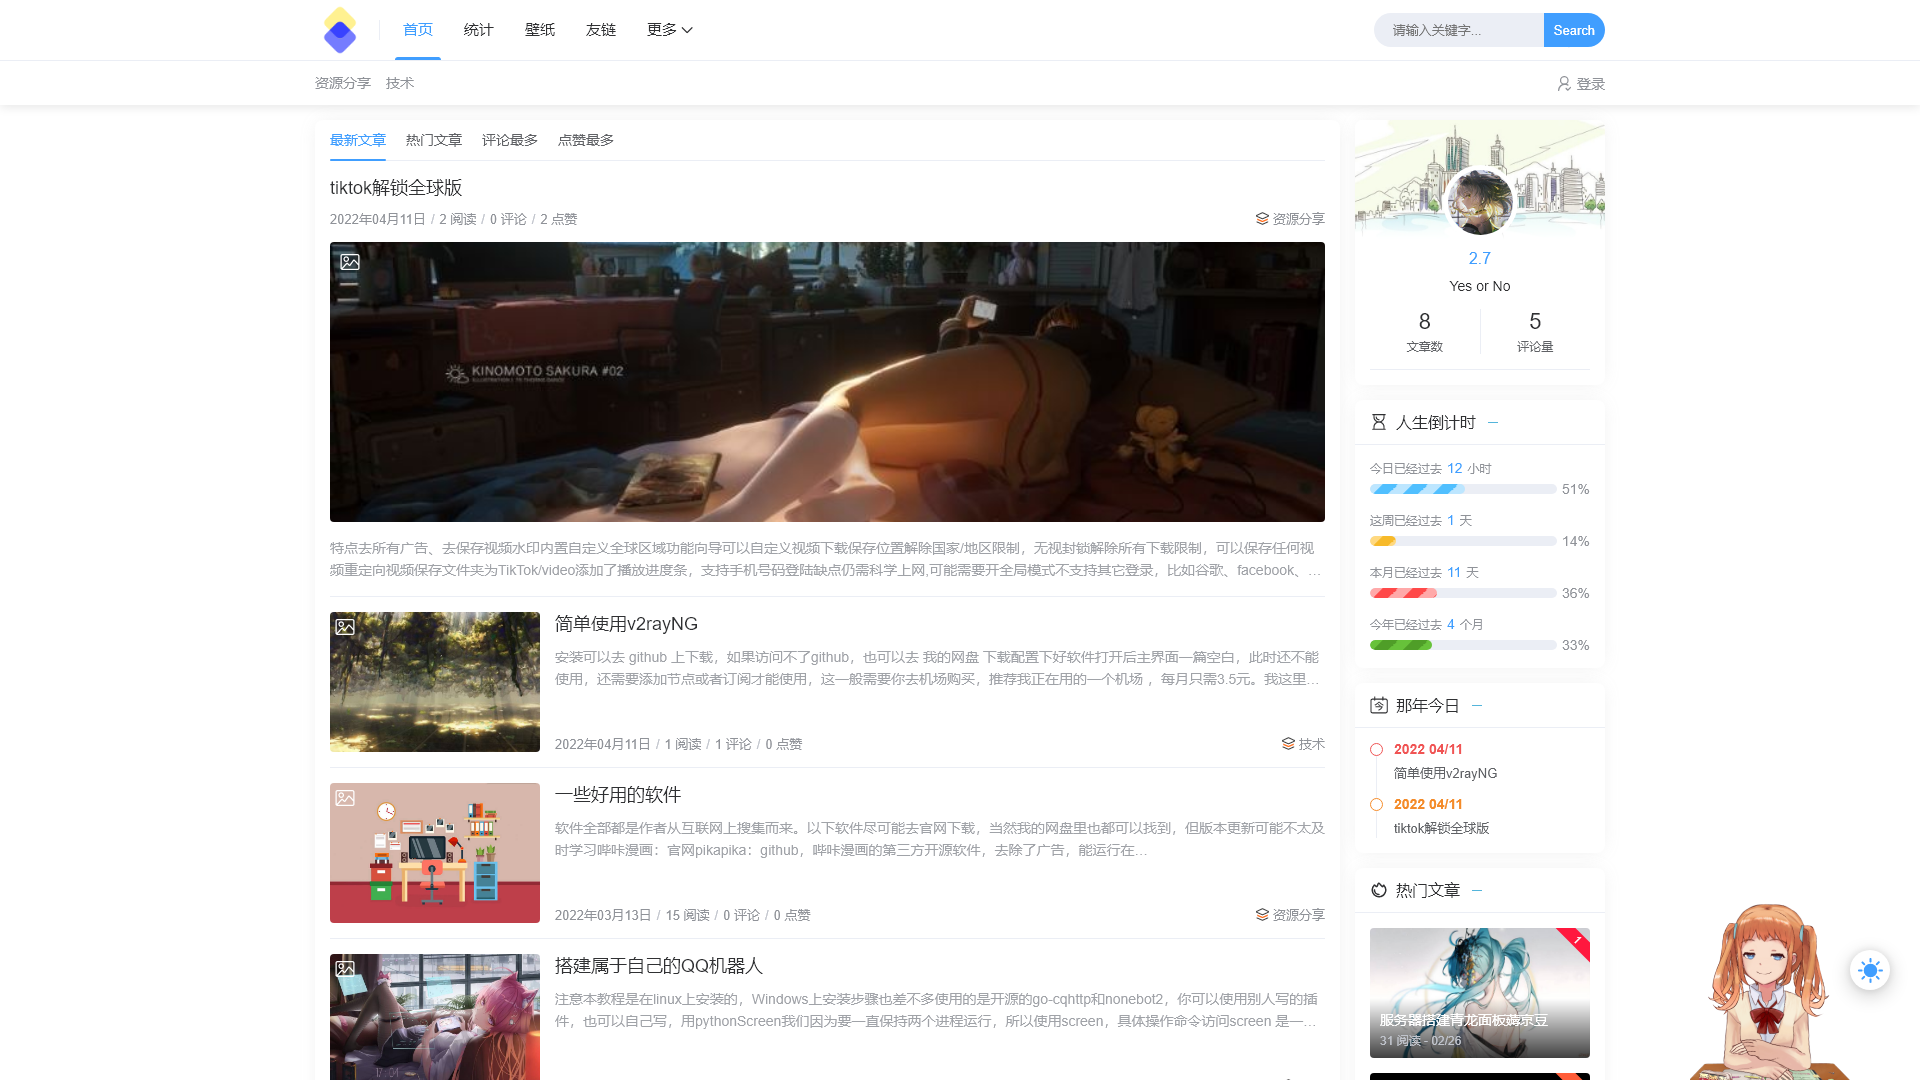 首页 统计 壁纸 友链 更多
请输入关键字... Search
资源分享 技术
登录
最新文章 热门文章 评论最多 点赞最多
tiktok解锁全球版
2022年04月11日 / 2 阅读 / 0 评论 / 2 点赞
资源分享
KINOMOTO SAKURA #02
特点去所有广告、去保存视频水印内置自定义全球区域功能向导可以自定义视频下载保存位置解除国家/地区限制，无视封锁解除所有下载限制，可以保存任何视
频重定向视频保存文件夹为TikTok/video添加了播放进度条，支持手机号码登陆缺点仍需科学上网,可能需要开全局模式不支持其它登录，比如谷歌、facebook、...
简单使用v2rayNG
安装可以去 github 上下载，如果访问不了github，也可以去 我的网盘 下载配置下好软件打开后主界面一篇空白，此时还不能
使用，还需要添加节点或者订阅才能使用，这一般需要你去机场购买，推荐我正在用的一个机场 ，每月只需3.5元。我这里...
2022年04月11日 / 1 阅读 / 1 评论 / 0 点赞
技术
一些好用的软件
软件全部都是作者从互联网上搜集而来。以下软件尽可能去官网下载，当然我的网盘里也都可以找到，但版本更新可能不太及
时学习哔咔漫画：官网pikapika：github，哔咔漫画的第三方开源软件，去除了广告，能运行在...
2022年03月13日 / 15 阅读 / 0 评论 / 0 点赞
资源分享
搭建属于自己的QQ机器人
注意本教程是在linux上安装的，Windows上安装步骤也差不多使用的是开源的go-cqhttp和nonebot2，你可以使用别人写的插
件，也可以自己写，用pythonScreen我们因为要一直保持两个进程运行，所以使用screen，具体操作命令访问screen 是一...
17:04
2.7
Yes or No
8 5
文章数 评论量
人生倒计时
今日已经过去 12 小时
51%
这周已经过去 1 天
14%
本月已经过去 11 天
36%
今年已经过去 4 个月
33%
那年今日
2022 04/11
简单使用v2rayNG
2022 04/11
tiktok解锁全球版
热门文章
1
服务器搭建青龙面板薅京豆
31 阅读 - 02/26